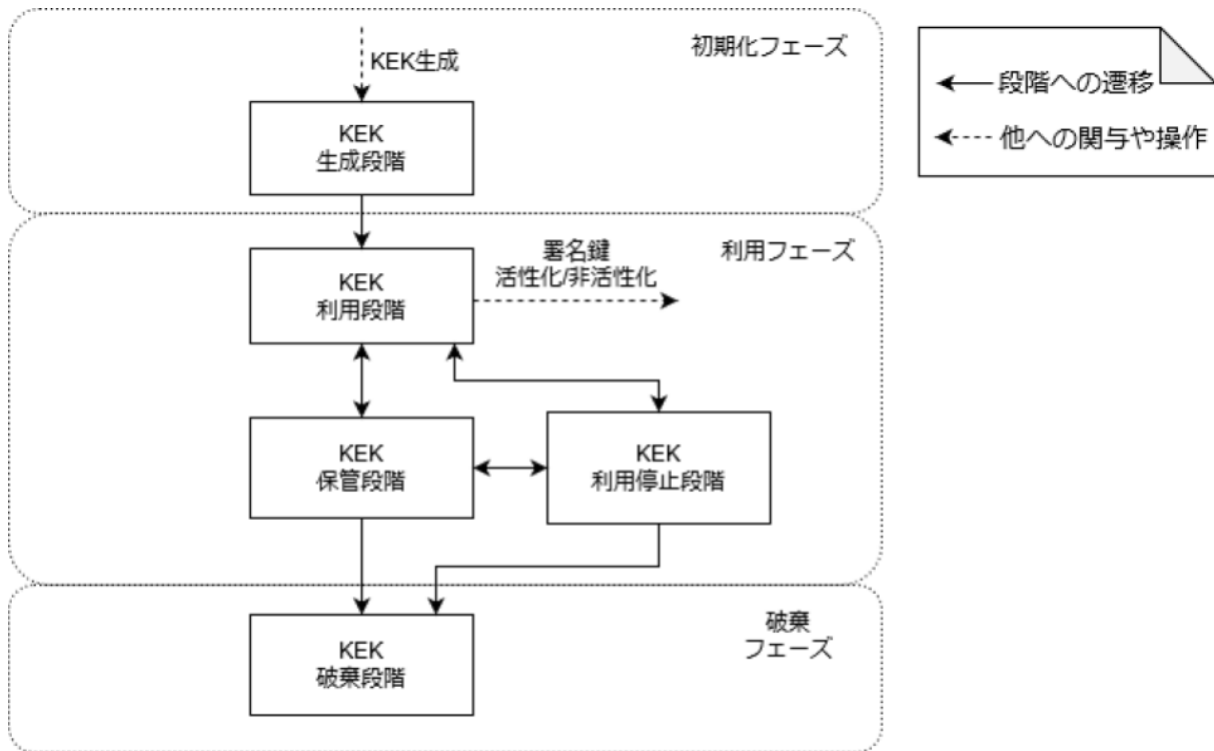 初期化フェーズ
KEK生成
KEK
生成段階
段階への遷移
他への関与や操作
利用フェーズ
KEK
利用段階
署名鍵
活性化/非活性化
KEK
保管段階
KEK
利用停止段階
破棄
フェーズ
KEK
破棄段階